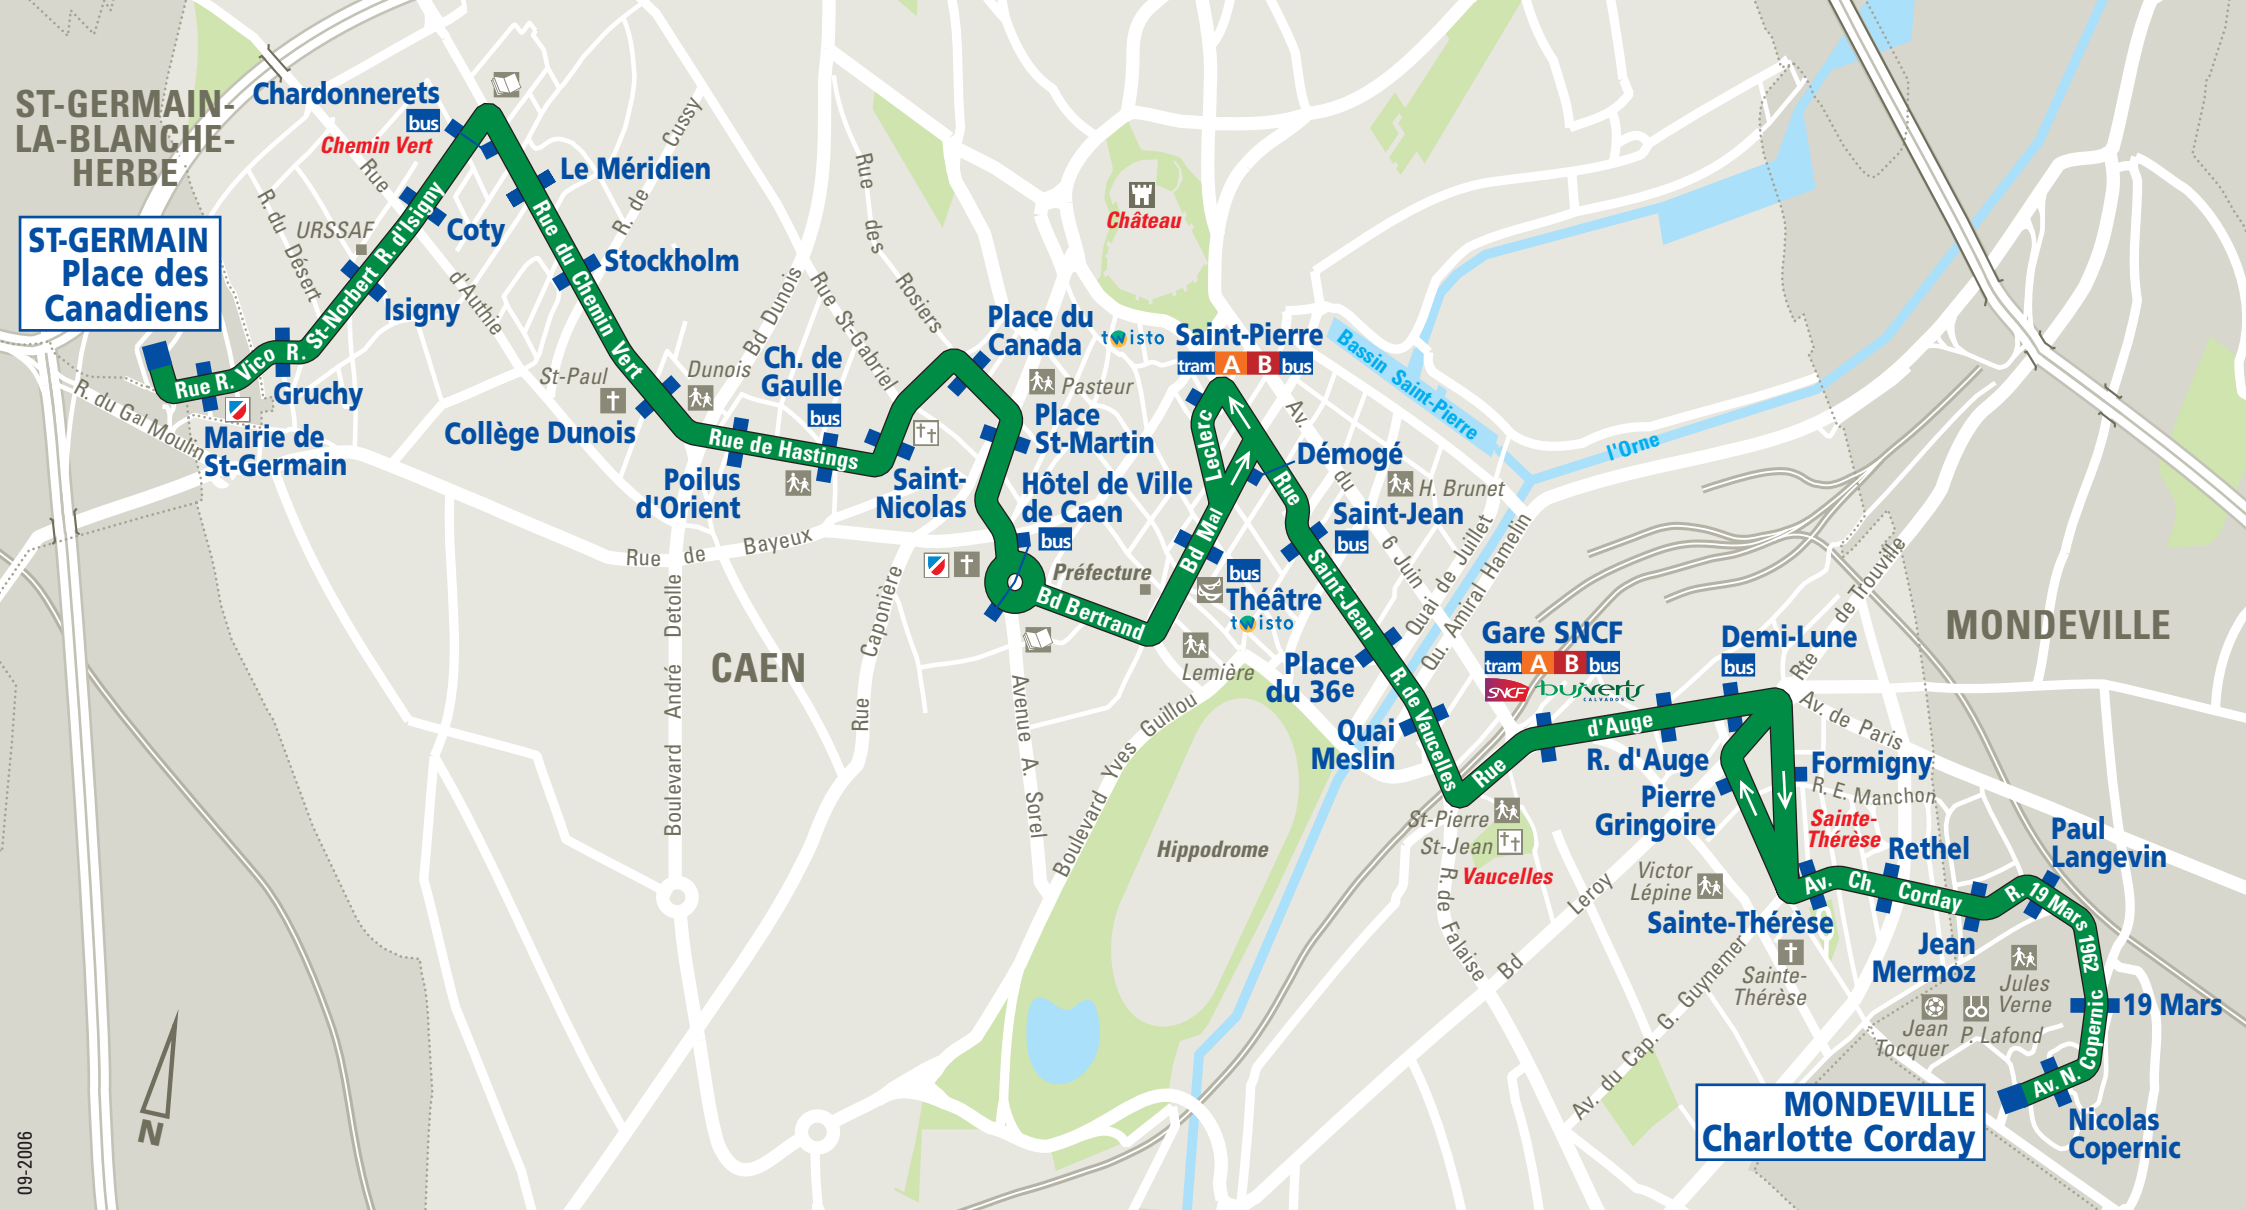 ST-GERMAIN-
LA-BLANCHE-
HERBE
ST-GERMAIN
Place des
Canadiens
Chardonnerets
bus
Chemin Vert
Le Méridien
Coty
URSSAF
Stockholm
Isigny
Gruchy
Mairie de
St-Germain
Rue R. Vico
R. St-Norbert
R. d'Isigny
Rue du Chemin Vert
R. du Désert
Rue d'Authie
R. de Cussy
R. du Gal Moulin
St-Paul
Collège Dunois
Dunois
Bd Dunois
Rue St-Gabriel
Rue des Rosiers
Ch. de
Gaulle
bus
Rue de Hastings
Poilus
d'Orient
Saint-
Nicolas
Place du
Canada
Pasteur
Place
St-Martin
Hôtel de Ville
de Caen
bus
Rue de Bayeux
Boulevard André Detolle
Rue Caponière
CAEN
Château
twisto
Saint-Pierre
tram A B bus
Bassin Saint-Pierre
l'Orne
Leclerc
Bd Mal
Démogé
Rue Saint-Jean
Av. du 6 Juin
H. Brunet
Saint-Jean
bus
Quai de Juillet
Qu. Amiral Hamelin
Préfecture
Bd Bertrand
bus
Théâtre
twisto
Lemière
Avenue A. Sorel
Boulevard Yves Guillou
Hippodrome
Place
du 36e
Quai
Meslin
R. de Vaucelles
Gare SNCF
tram A B bus
SNCF
busverts
CALVADOS
Rue d'Auge
R. d'Auge
Demi-Lune
bus
Rte de Trouville
MONDEVILLE
Av. de Paris
Formigny
R. E. Manchon
Pierre
Gringoire
Sainte-
Thérèse
St-Pierre
St-Jean
Vaucelles
R. de Falaise
Bd Leroy
Victor
Lépine
Sainte-Thérèse
Av. Ch. Corday
Rethel
Paul
Langevin
R. 19 Mars 1962
Jean
Mermoz
Sainte-
Thérèse
Av. du Cap. G. Guynemer
Jules
Verne
Jean
Tocquer
P. Lafond
19 Mars
Av. N. Copernic
MONDEVILLE
Charlotte Corday
Nicolas
Copernic
N
09-2006